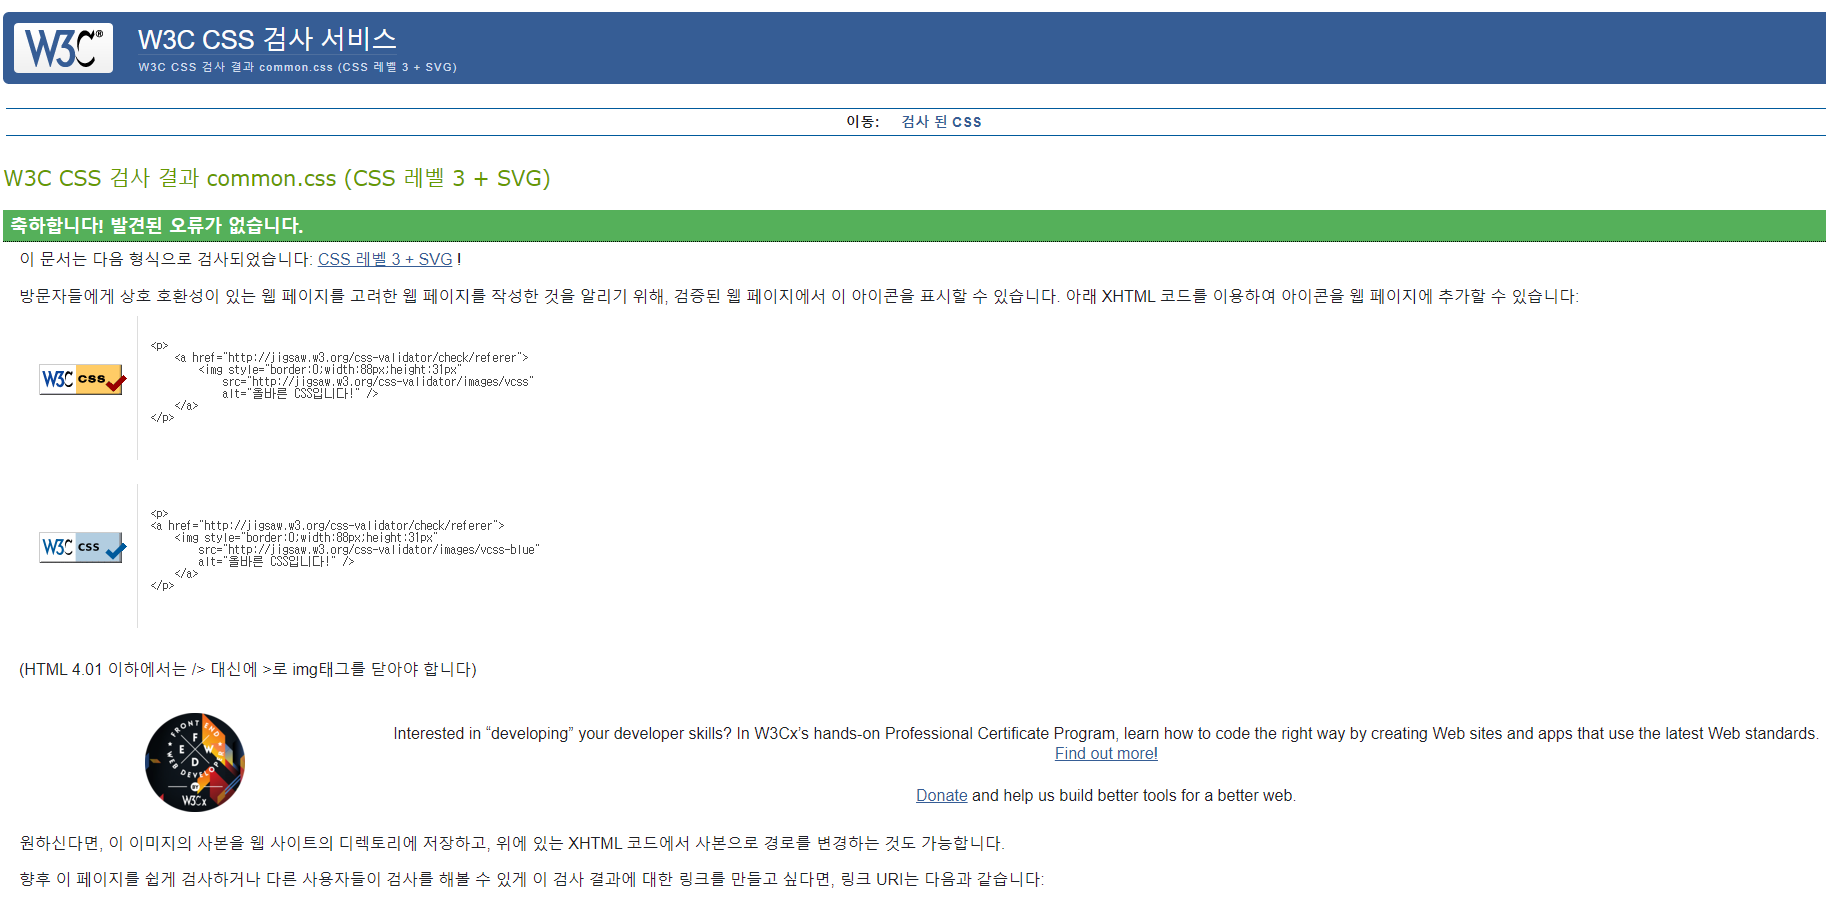 W3C®
W3C CSS 검사 서비스
W3C CSS 검사 결과 common.css (CSS 레벨 3 + SVG)
이동: 검사 된 CSS
W3C CSS 검사 결과 common.css (CSS 레벨 3 + SVG)
축하합니다! 발견된 오류가 없습니다.
이 문서는 다음 형식으로 검사되었습니다: CSS 레벨 3 + SVG !
방문자들에게 상호 호환성이 있는 웹 페이지를 고려한 웹 페이지를 작성한 것을 알리기 위해, 검증된 웹 페이지에서 이 아이콘을 표시할 수 있습니다. 아래 XHTML 코드를 이용하여 아이콘을 웹 페이지에 추가할 수 있습니다:
W3C css
<p>
<a href="http://jigsaw.w3.org/css-validator/check/referer">
<img style="border:0;width:88px;height:31px"
src="http://jigsaw.w3.org/css-validator/images/vcss"
alt="올바른 CSS입니다!" />
</a>
</p>
W3C css
<p>
<a href="http://jigsaw.w3.org/css-validator/check/referer">
<img style="border:0;width:88px;height:31px"
src="http://jigsaw.w3.org/css-validator/images/vcss-blue"
alt="올바른 CSS입니다!" />
</a>
</p>
(HTML 4.01 이하에서는 /> 대신에 >로 img태그를 닫아야 합니다)
FRONT END
WEB DEVELOPER
F
E W
D
BY
W3Cx
Interested in “developing” your developer skills? In W3Cx’s hands-on Professional Certificate Program, learn how to code the right way by creating Web sites and apps that use the latest Web standards.
Find out more!
Donate and help us build better tools for a better web.
원하신다면, 이 이미지의 사본을 웹 사이트의 디렉토리에 저장하고, 위에 있는 XHTML 코드에서 사본으로 경로를 변경하는 것도 가능합니다.
향후 이 페이지를 쉽게 검사하거나 다른 사용자들이 검사를 해볼 수 있게 이 검사 결과에 대한 링크를 만들고 싶다면, 링크 URI는 다음과 같습니다: